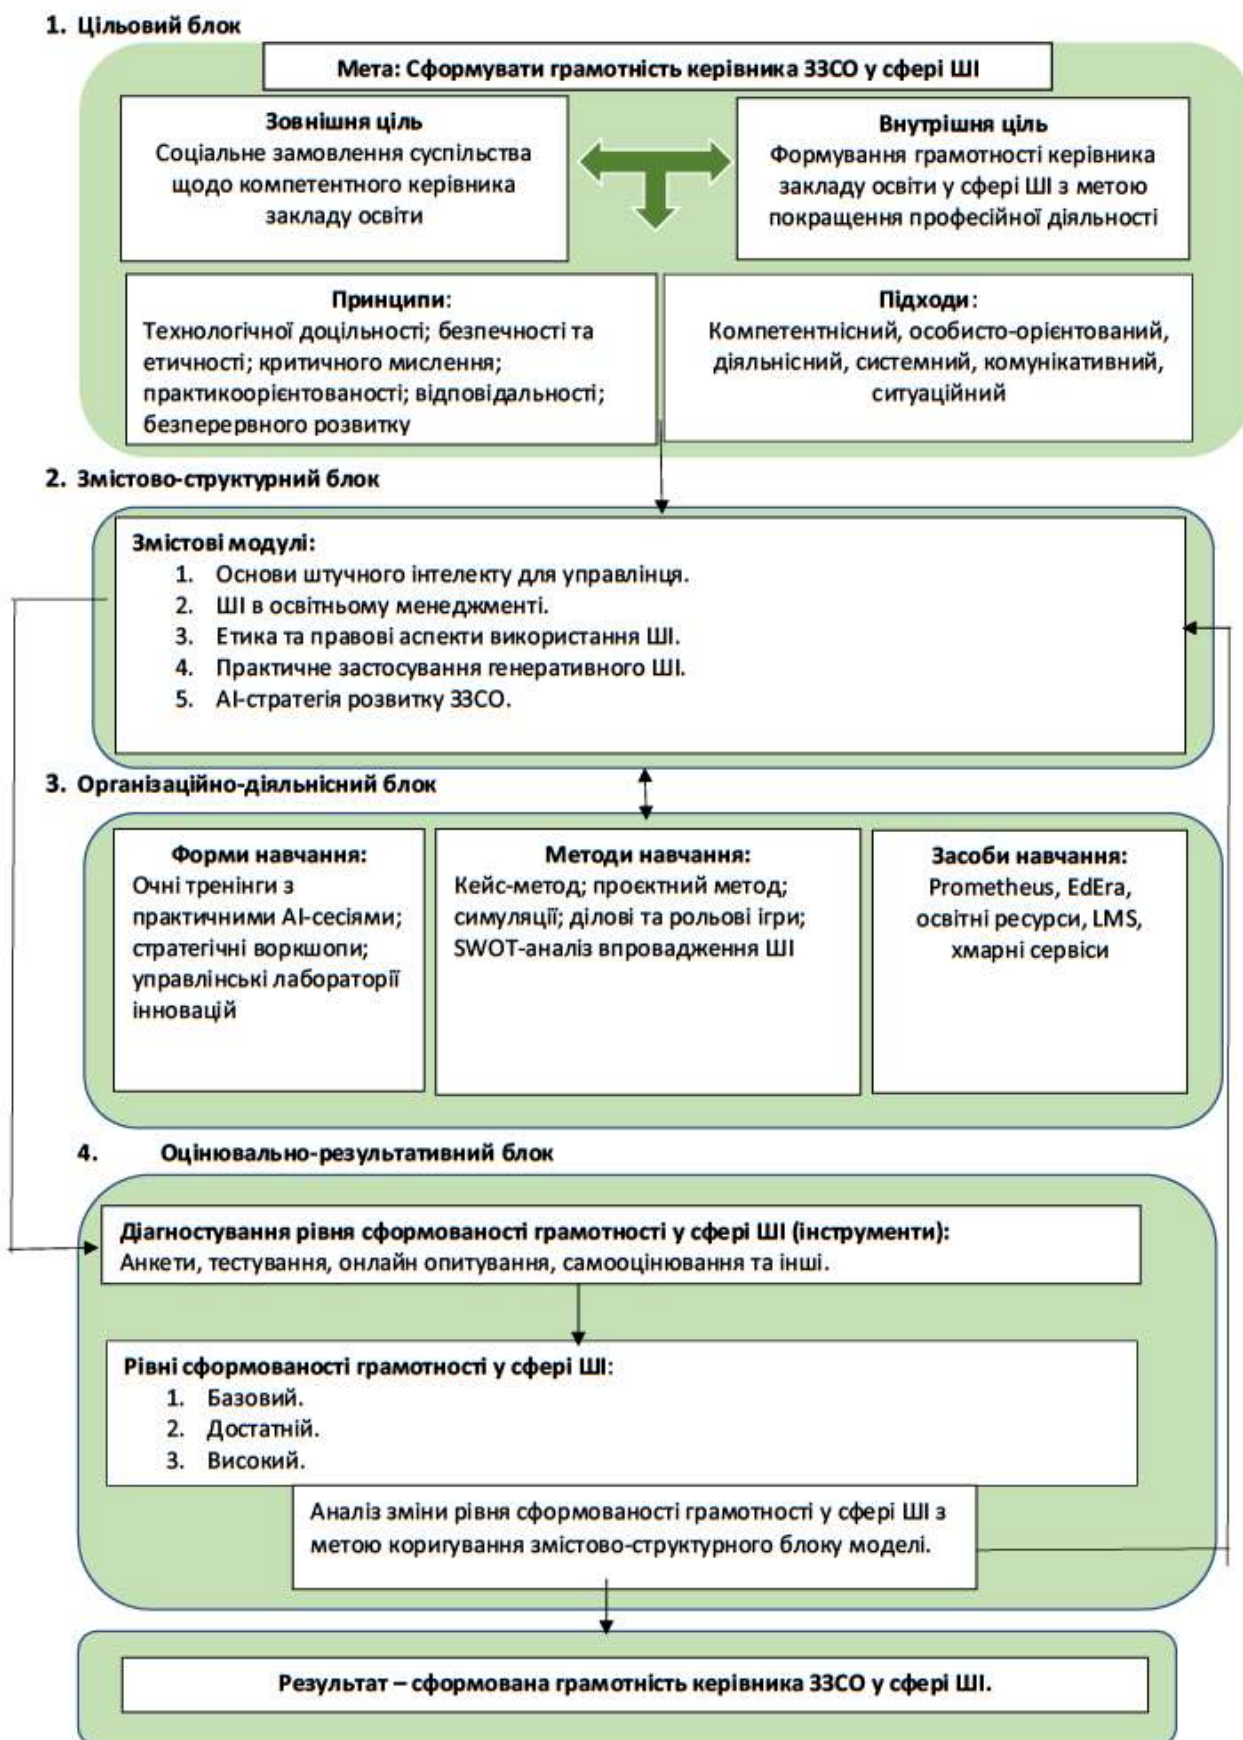 1. Цільовий блок
Мета: Сформувати грамотність керівника ЗЗСО у сфері ШІ
Зовнішня ціль
Соціальне замовлення суспільства
щодо компетентного керівника
закладу освіти
Внутрішня ціль
Формування грамотності керівника
закладу освіти у сфері ШІ з метою
покращення професійної діяльності
Принципи:
Технологічної доцільності; безпечності та
етичності; критичного мислення;
практикоорієнтованості; відповідальності;
безперервного розвитку
Підходи:
Компетентнісний, особисто-орієнтований,
діяльнісний, системний, комунікативний,
ситуаційний
2. Змістово-структурний блок
Змістові модулі:
1. Основи штучного інтелекту для управлінця.
2. ШІ в освітньому менеджменті.
3. Етика та правові аспекти використання ШІ.
4. Практичне застосування генеративного ШІ.
5. АІ-стратегія розвитку ЗЗСО.
3. Організаційно-діяльнісний блок
Форми навчання:
Очні тренінги з
практичними АІ-сесіями;
стратегічні воркшопи;
управлінські лабораторії
інновацій
Методи навчання:
Кейс-метод; проєктний метод;
симуляції; ділові та рольові ігри;
SWOT-аналіз впровадження ШІ
Засоби навчання:
Prometheus, EdEra,
освітні ресурси, LMS,
хмарні сервіси
4. Оцінювально-результативний блок
Діагностування рівня сформованості грамотності у сфері ШІ (інструменти):
Анкети, тестування, онлайн опитування, самооцінювання та інші.
Рівні сформованості грамотності у сфері ШІ:
1. Базовий.
2. Достатній.
3. Високий.
Аналіз зміни рівня сформованості грамотності у сфері ШІ з
метою коригування змістово-структурного блоку моделі.
Результат – сформована грамотність керівника ЗЗСО у сфері ШІ.